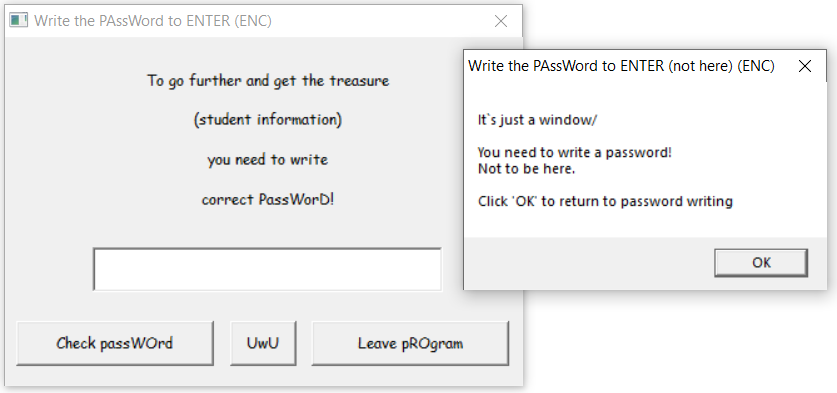 Write the PAssWord to ENTER (ENC)
To go further and get the treasure
(student information)
you need to write
correct PassWorD!
Check passWOrd
UwU
Leave pROgram
Write the PAssWord to ENTER (not here) (ENC)
It`s just a window/
You need to write a password!
Not to be here.
Click 'OK' to return to password writing
OK